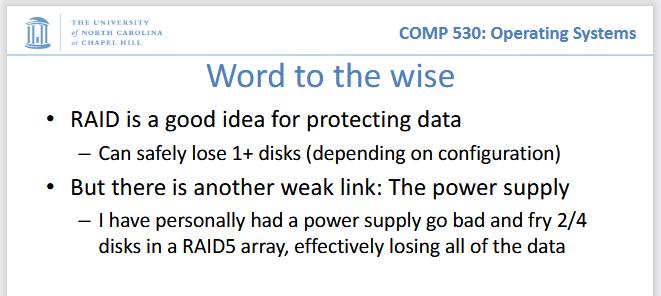 THE UNIVERSITY
of NORTH CAROLINA
at CHAPEL HILL
COMP 530: Operating Systems
Word to the wise
• RAID is a good idea for protecting data
– Can safely lose 1+ disks (depending on configuration)
• But there is another weak link: The power supply
– I have personally had a power supply go bad and fry 2/4
disks in a RAID5 array, effectively losing all of the data